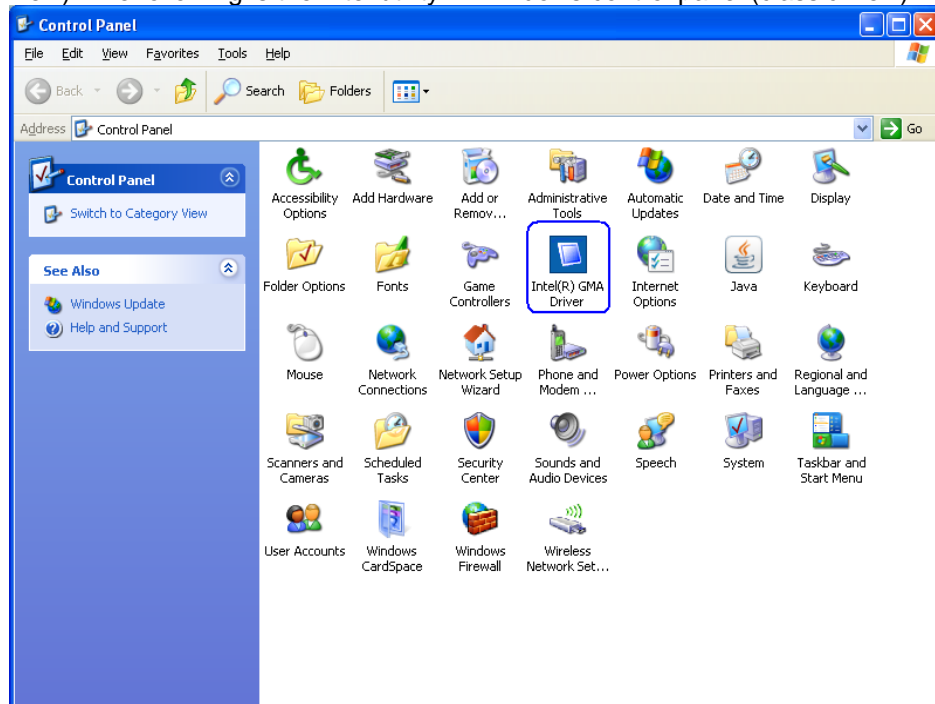 Control Panel
File Edit View Favorites Tools Help
Back Search Folders
Address Control Panel Go
Control Panel
Switch to Category View
See Also
Windows Update
Help and Support
Accessibility Options
Add Hardware
Add or Remov...
Administrative Tools
Automatic Updates
Date and Time
Display
Folder Options
Fonts
Game Controllers
Intel(R) GMA Driver
Internet Options
Java
Keyboard
Mouse
Network Connections
Network Setup Wizard
Phone and Modem ...
Power Options
Printers and Faxes
Regional and Language ...
Scanners and Cameras
Scheduled Tasks
Security Center
Sounds and Audio Devices
Speech
System
Taskbar and Start Menu
User Accounts
Windows CardSpace
Windows Firewall
Wireless Network Set...